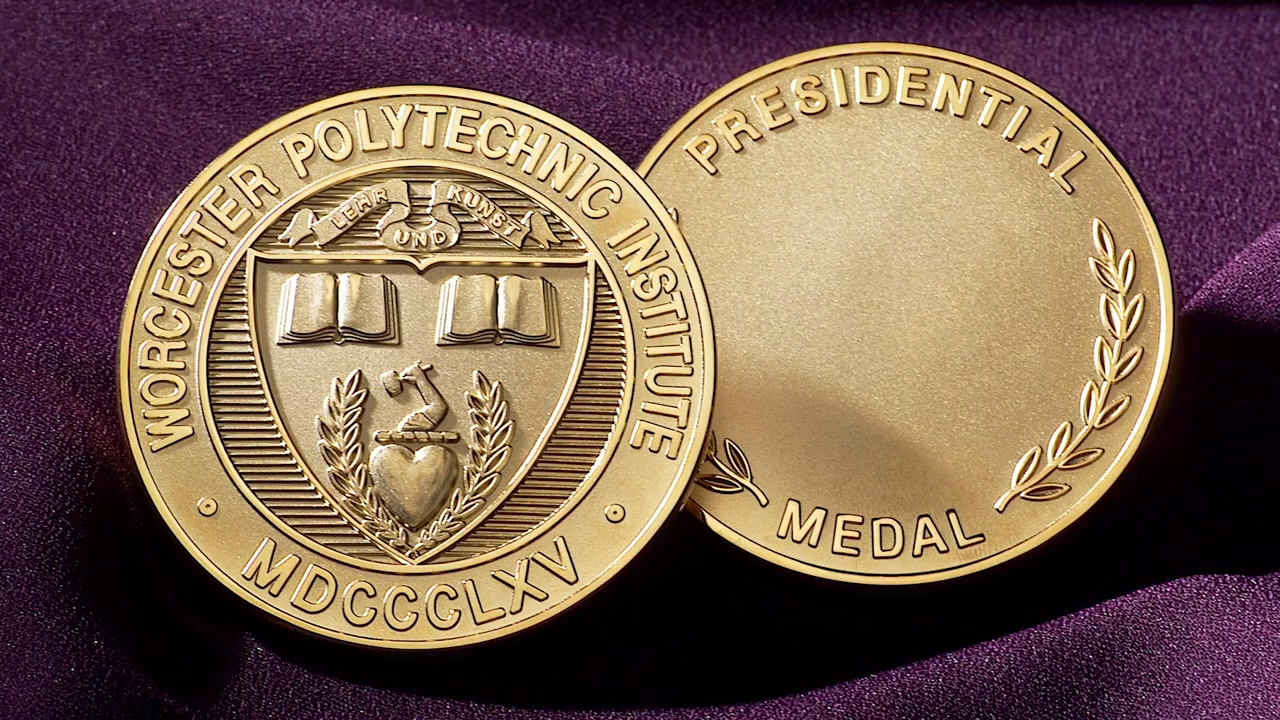 WORCESTER POLYTECHNIC INSTITUTE
LEHR UND KUNST
MDCCCLXV
PRESIDENTIAL
MEDAL